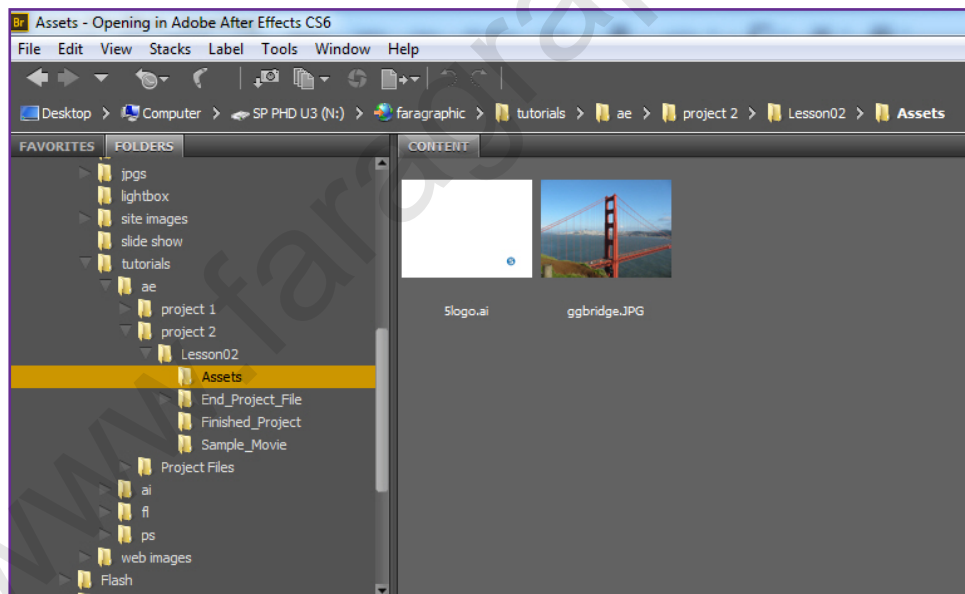 Br Assets - Opening in Adobe After Effects CS6
File Edit View Stacks Label Tools Window Help
Desktop > Computer > SP PHD U3 (N:) > faragraphic > tutorials > ae > project 2 > Lesson02 > Assets
FAVORITES FOLDERS CONTENT
jpgs
lightbox
site images
slide show
tutorials
ae
project 1
project 2
Lesson02
Assets
End_Project_File
Finished_Project
Sample_Movie
Project Files
ai
fl
ps
web images
Flash
5logo.ai ggbridge.JPG